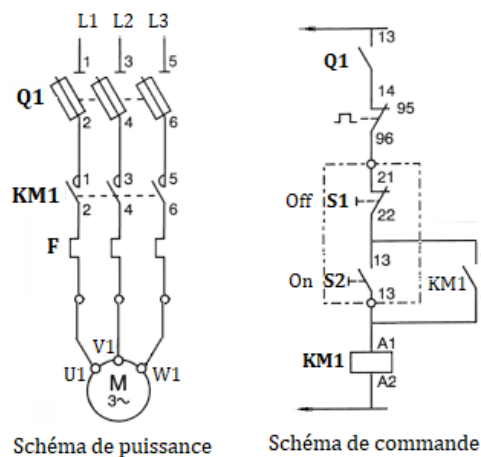 L1 L2 L3
1 3 5
Q1
2 4 6
1 3 5
KM1
2 4 6
F
V1
U1 W1
M
3~
Schéma de puissance
13
Q1
14
95
96
21
Off S1
22
13
On S2 KM1
13
A1
KM1
A2
Schéma de commande